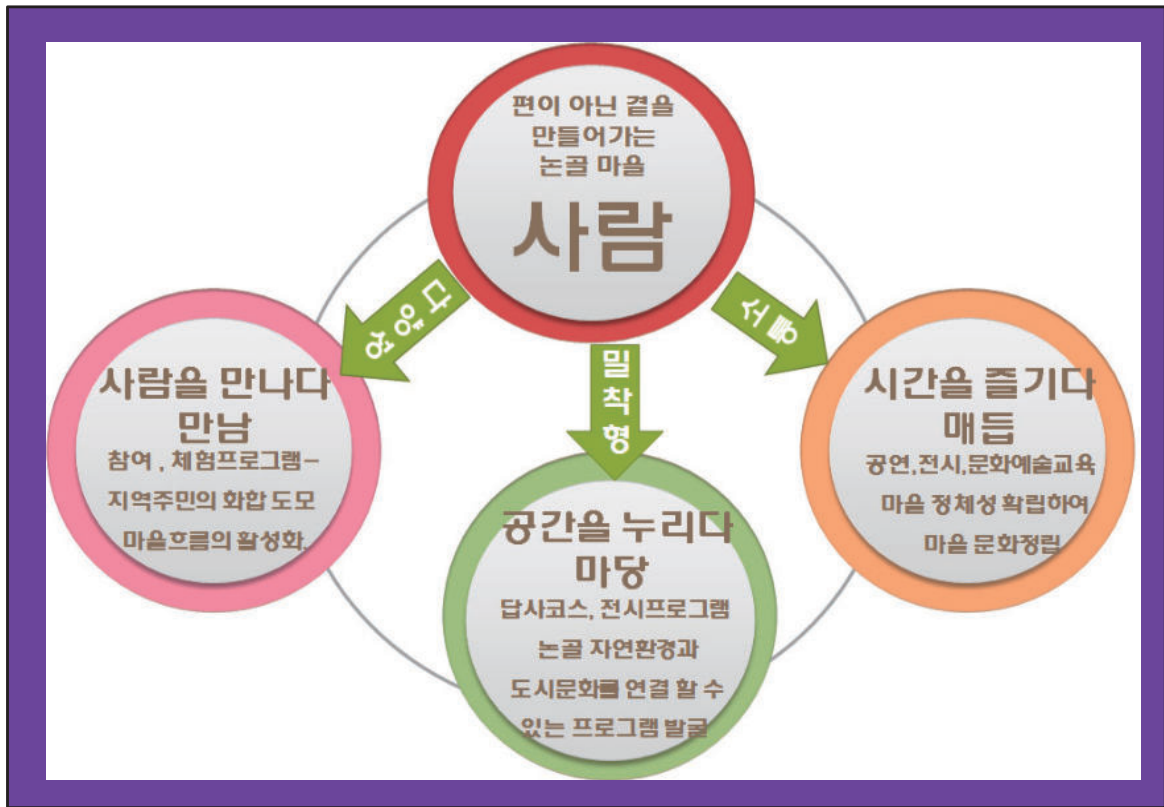 편이 아닌 곁을
만들어가는
논골 마을
사람
다양성
밀착형
소통
사람을 만나다
만남
참여 , 체험프로그램-
지역주민의 화합 도모
마을흐름의 활성화
공간을 누리다
마당
답사코스, 전시프로그램
논골 자연환경과
도시문화를 연결 할 수
있는 프로그램 발굴
시간을 즐기다
매듭
공연,전시,문화예술교육
마을 정체성 확립하여
마을 문화정립